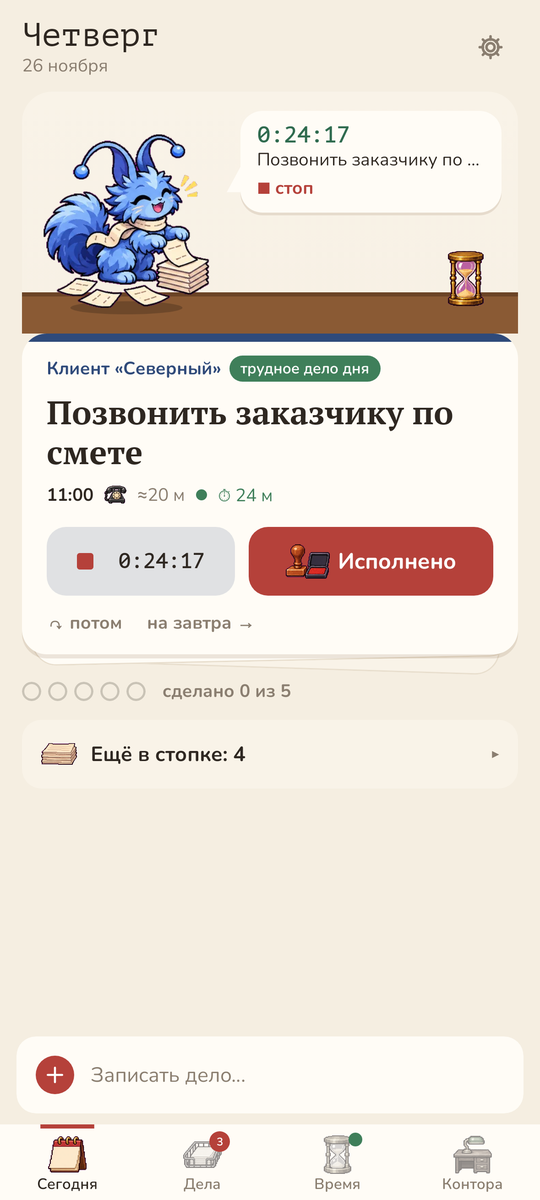 Четверг
26 ноября
0:24:17
Позвонить заказчику по ...
стоп
Клиент «Северный» трудное дело дня
Позвонить заказчику по
смете
11:00 ≈20 м 24 м
0:24:17 Исполнено
потом на завтра →
сделано 0 из 5
Ещё в стопке: 4
Записать дело...
3
Сегодня Дела Время Контора